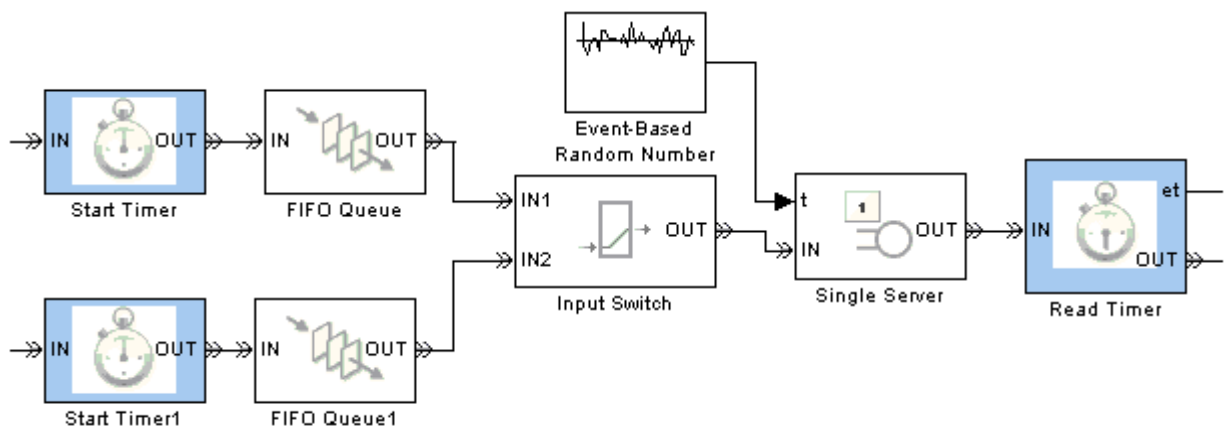 Event-Based
Random Number
IN
OUT
Start Timer
IN
OUT
FIFO Queue
IN1
IN2
OUT
Input Switch
t
IN
1
OUT
Single Server
IN
et
OUT
Read Timer
IN
OUT
Start Timer1
IN
OUT
FIFO Queue1